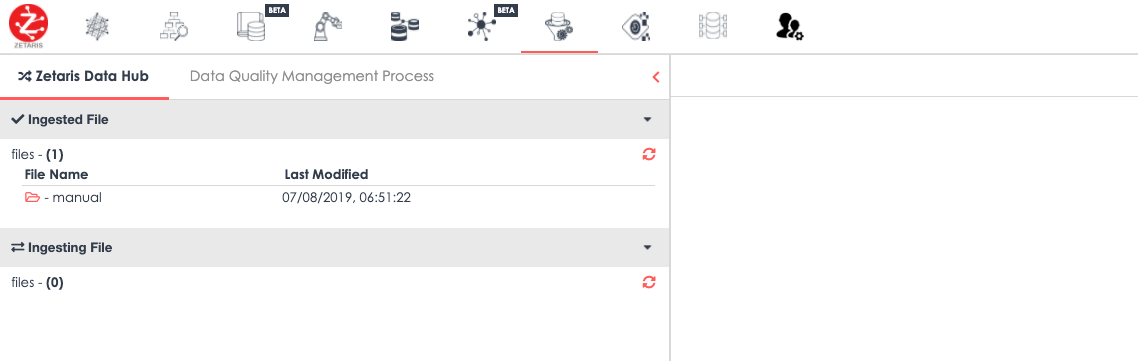 BETA
BETA
ZETARIS
Zetaris Data Hub
Data Quality Management Process
Ingested File
files - (1)
File Name Last Modified
- manual 07/08/2019, 06:51:22
Ingesting File
files - (0)